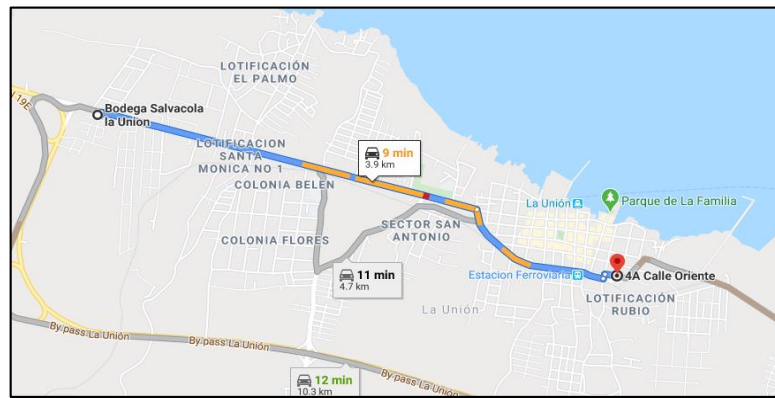 LOTIFICACIÓN
EL PALMO
19E
Bodega Salvacola
la Union
9 min
3.9 km
LOTIFICACION
SANTA
MONICA NO 1
COLONIA BELEN
La Unión
Parque de La Familia
COLONIA FLORES
SECTOR SAN
ANTONIO
11 min
4.7 km
Estacion Ferroviaria
4A Calle Oriente
LOTIFICACIÓN
RUBIO
La Unión
By pass La Unión
By pass La Unión
By pass La Unión
12 min
10.3 km